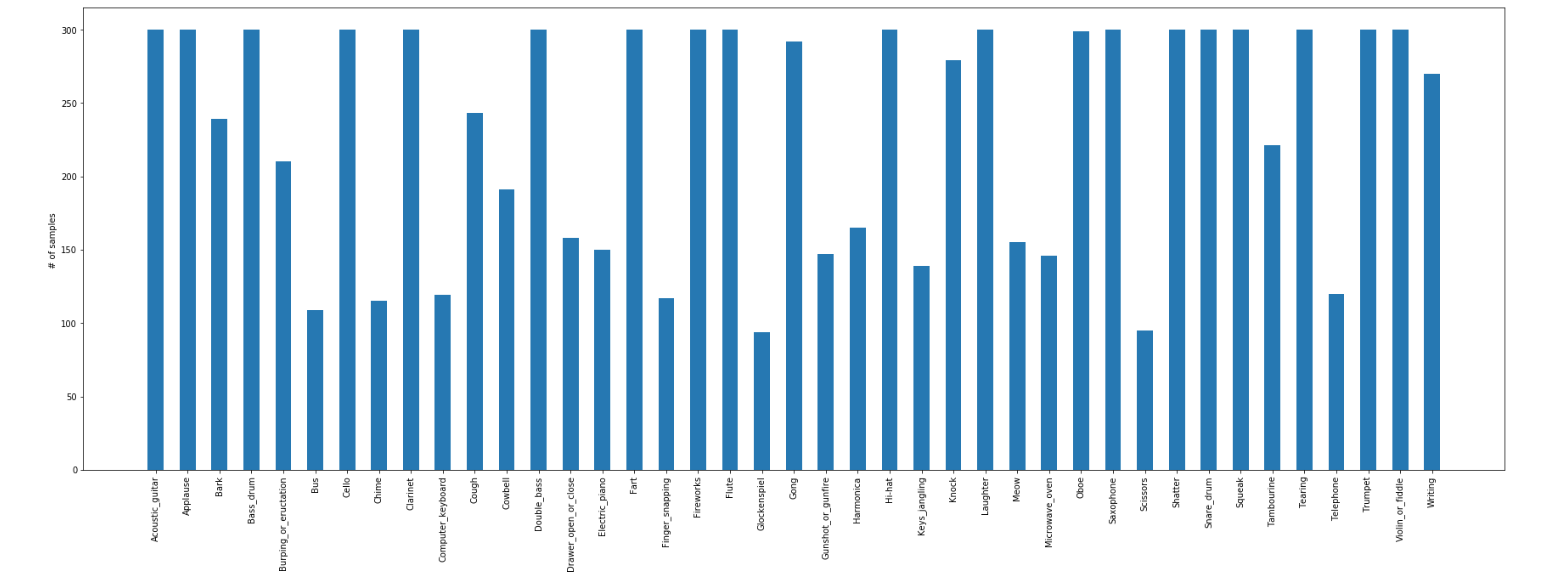 300
250
200
150
100
50
0
# of samples
Acoustic_guitar
Applause
Bark
Bass_drum
Burping_or_eructation
Bus
Cello
Chime
Clarinet
Computer_keyboard
Cough
Cowbell
Double_bass
Drawer_open_or_close
Electric_piano
Fart
Finger_snapping
Fireworks
Flute
Glockenspiel
Gong
Gunshot_or_gunfire
Harmonica
Hi-hat
Keys_jangling
Knock
Laughter
Meow
Microwave_oven
Oboe
Saxophone
Scissors
Shatter
Snare_drum
Squeak
Tambourine
Tearing
Telephone
Trumpet
Violin_or_fiddle
Writing